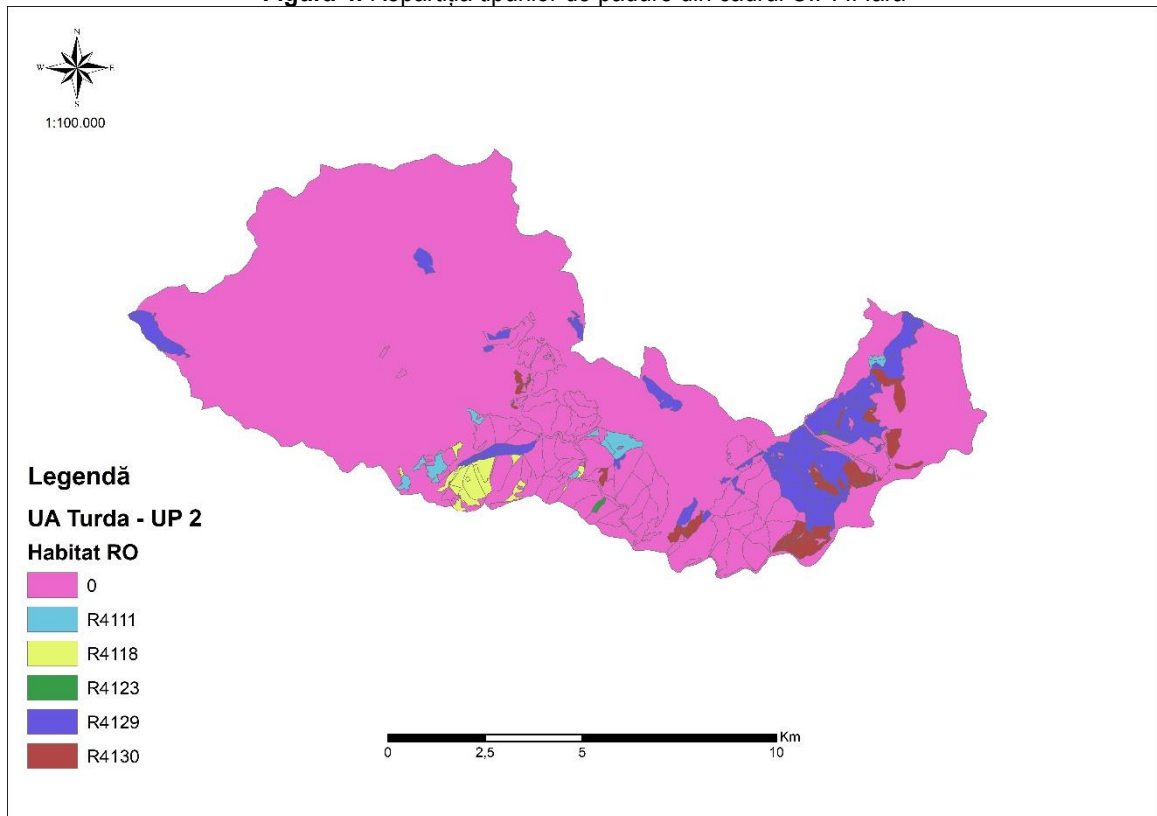 N
W E
S
1:100.000
Legendă
UA Turda - UP 2
Habitat RO
0
R4111
R4118
R4123
R4129
R4130
Km
0 2,5 5 10